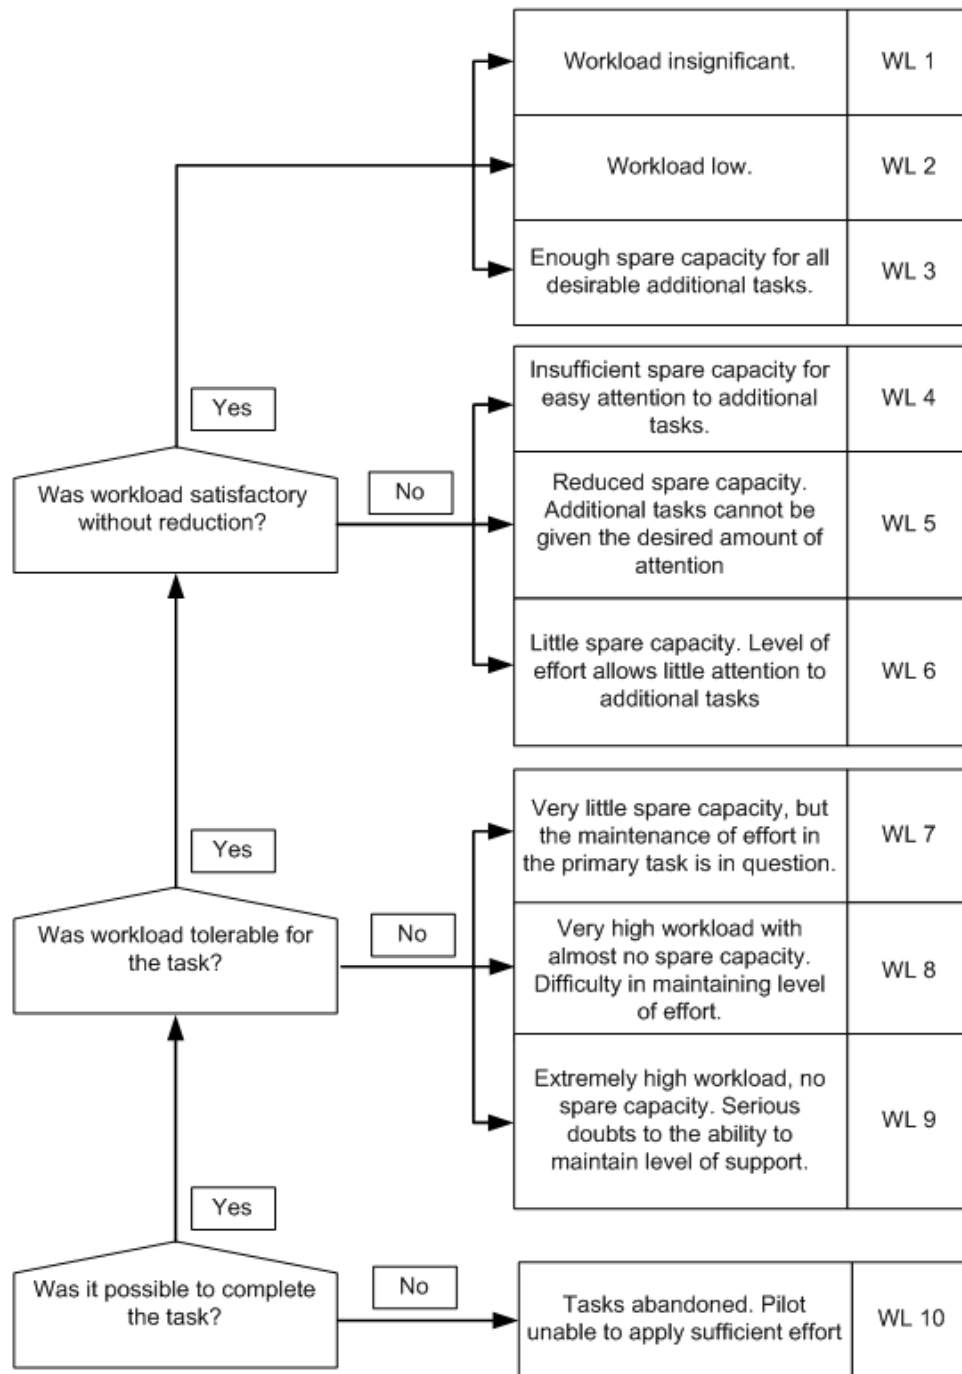 Workload insignificant.
WL 1
Workload low.
WL 2
Enough spare capacity for all
desirable additional tasks.
WL 3
Yes
Insufficient spare capacity for
easy attention to additional
tasks.
WL 4
Was workload satisfactory
without reduction?
No
Reduced spare capacity.
Additional tasks cannot be
given the desired amount of
attention
WL 5
Little spare capacity. Level of
effort allows little attention to
additional tasks
WL 6
Yes
Very little spare capacity, but
the maintenance of effort in
the primary task is in question.
WL 7
Was workload tolerable for
the task?
No
Very high workload with
almost no spare capacity.
Difficulty in maintaining level
of effort.
WL 8
Extremely high workload, no
spare capacity. Serious
doubts to the ability to
maintain level of support.
WL 9
Yes
Was it possible to complete
the task?
No
Tasks abandoned. Pilot
unable to apply sufficient effort
WL 10